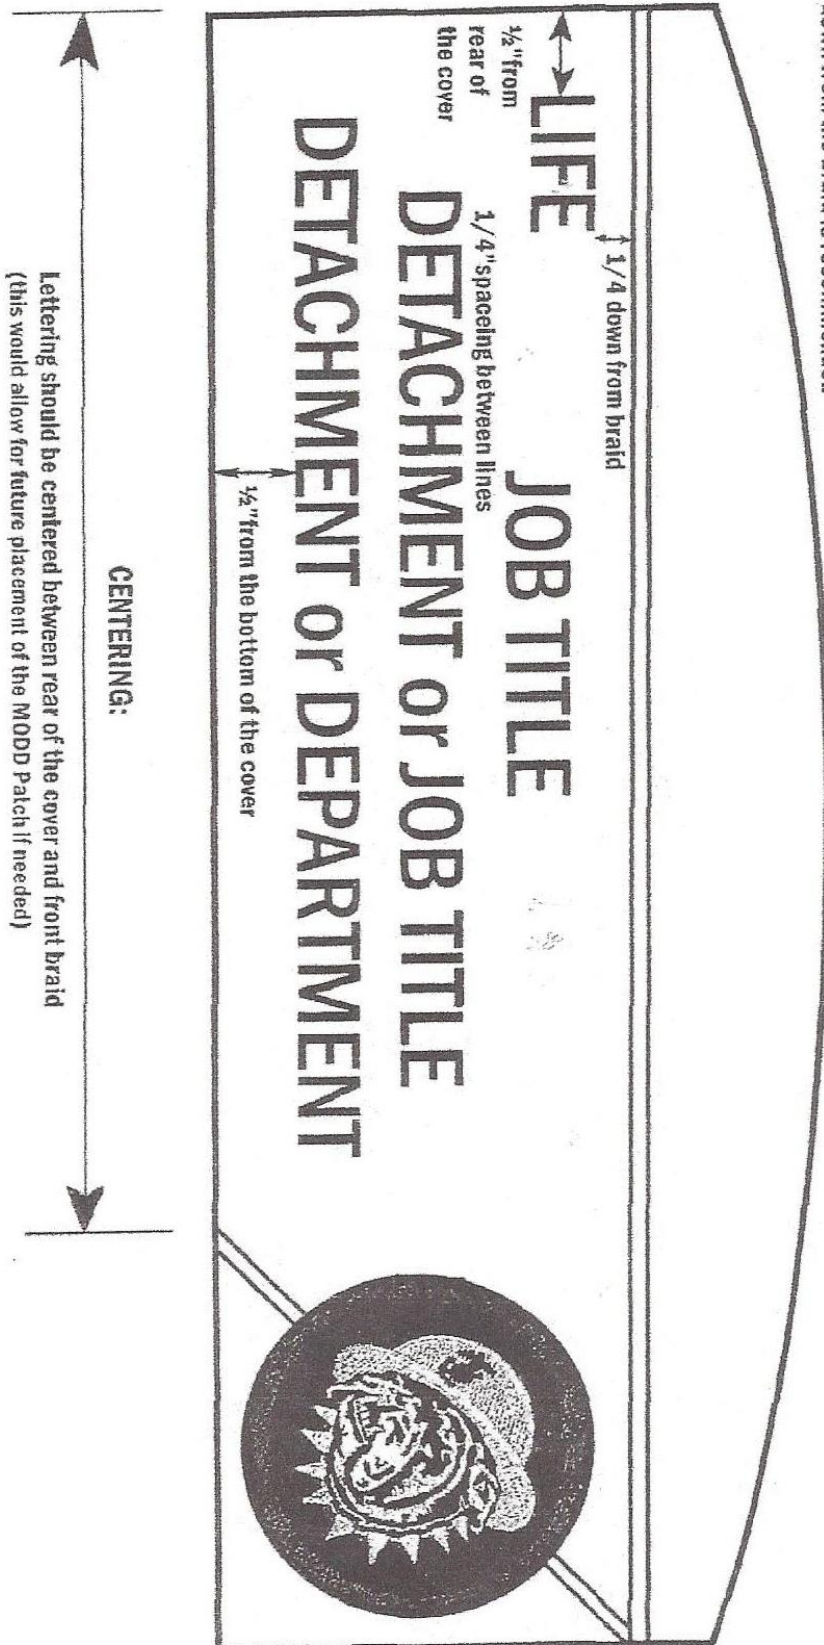 ½"from
rear of
the cover
LIFE
1/4 down from braid
JOB TITLE
1/4"spaceing between lines
DETACHMENT or JOB TITLE
DETACHMENT or DEPARTMENT
½"from the bottom of the cover
CENTERING:
Lettering should be centered between rear of the cover and front braid
(this would allow for future placement of the MODD Patch if needed)